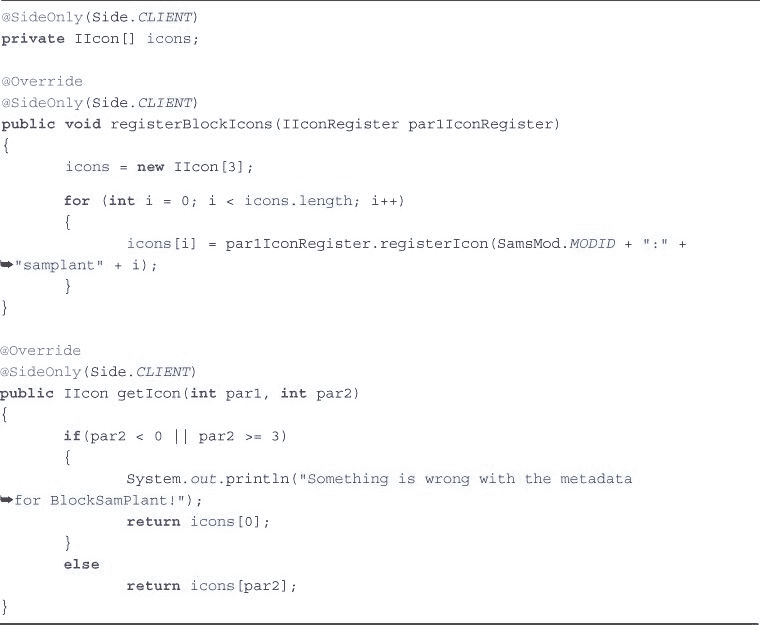 @SideOnly(Side.CLIENT)
private IIcon[] icons;

@Override
@SideOnly(Side.CLIENT)
public void registerBlockIcons(IIconRegister par1IconRegister)
{
        icons = new IIcon[3];

        for (int i = 0; i < icons.length; i++)
        {
                icons[i] = par1IconRegister.registerIcon(SamsMod.MODID + ":" +
➥"samplant" + i);
        }
}

@Override
@SideOnly(Side.CLIENT)
public IIcon getIcon(int par1, int par2)
{
        if(par2 < 0 || par2 >= 3)
        {
                System.out.println("Something is wrong with the metadata
➥for BlockSamPlant!");
                return icons[0];
        }
        else
                return icons[par2];
}